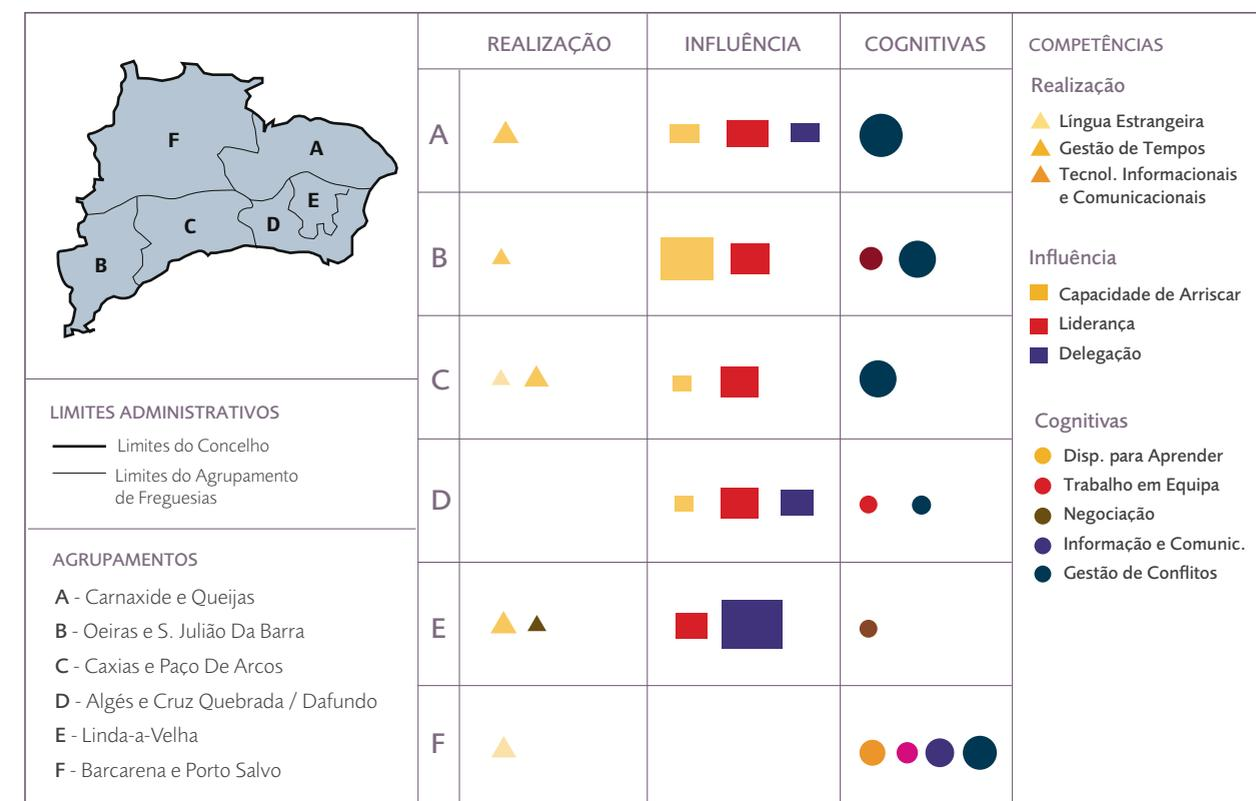 F
A
E
C
D
B
LIMITES ADMINISTRATIVOS
Limites do Concelho
Limites do Agrupamento
de Freguesias
AGRUPAMENTOS
A - Carnaxide e Queijas
B - Oeiras e S. Julião Da Barra
C - Caxias e Paço De Arcos
D - Algés e Cruz Quebrada / Dafundo
E - Linda-a-Velha
F - Barcarena e Porto Salvo
REALIZAÇÃO INFLUÊNCIA COGNITIVAS
A
B
C
D
E
F
COMPETÊNCIAS
Realização
Língua Estrangeira
Gestão de Tempos
Tecnol. Informacionais
e Comunicacionais
Influência
Capacidade de Arriscar
Liderança
Delegação
Cognitivas
Disp. para Aprender
Trabalho em Equipa
Negociação
Informação e Comunic.
Gestão de Conflitos